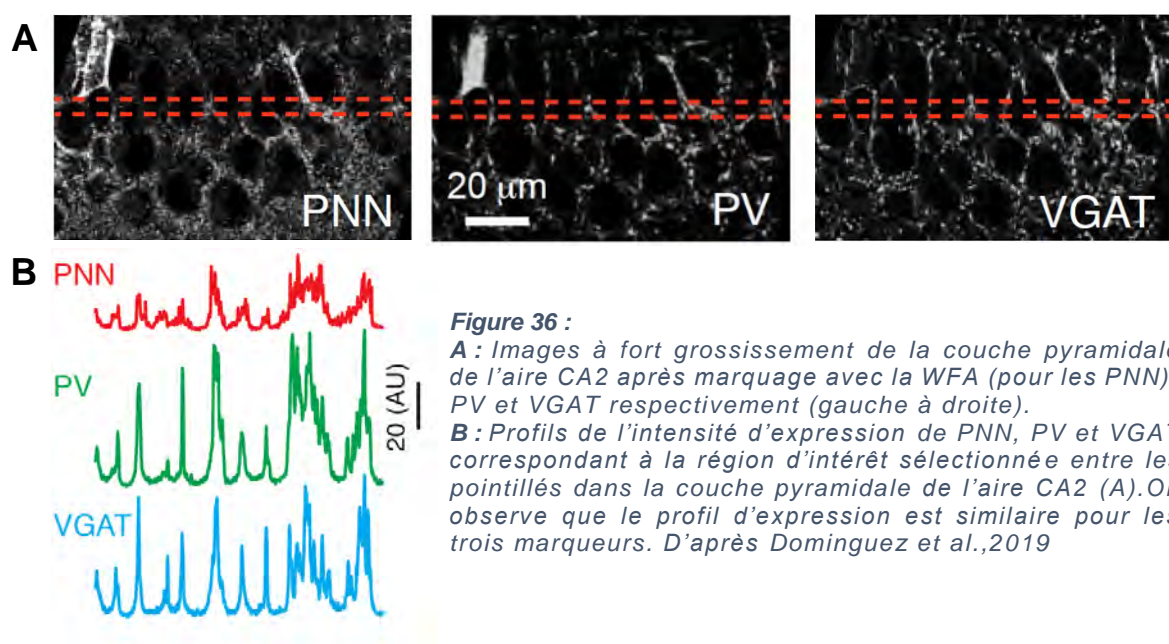 A
PNN
20 µm
PV
VGAT
B
PNN
PV
20 (AU)
VGAT
Figure 36 :
A : Images à fort grossissement de la couche pyramidale
de l'aire CA2 après marquage avec la WFA (pour les PNN)
PV et VGAT respectivement (gauche à droite).
B : Profils de l'intensité d'expression de PNN, PV et VGAT
correspondant à la région d'intérêt sélectionnée entre les
pointillés dans la couche pyramidale de l'aire CA2 (A).On
observe que le profil d'expression est similaire pour les
trois marqueurs. D'après Dominguez et al.,2019